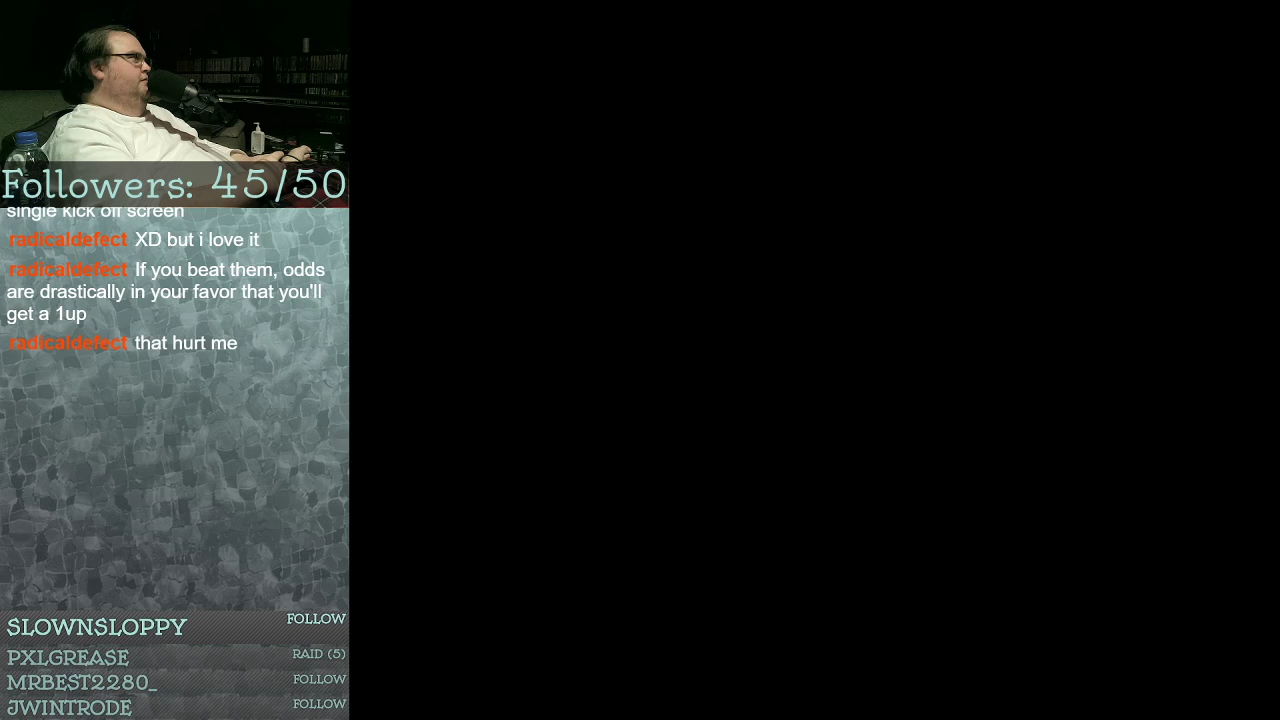 Followers: 45/50
single kick off screen
radicaldefect XD but i love it
radicaldefect If you beat them, odds
are drastically in your favor that you'll
get a 1up
radicaldefect that hurt me
SLOWNSLOPPY FOLLOW
PXLGREASE RAID (5)
MRBEST2280_ FOLLOW
JWINTRODE FOLLOW